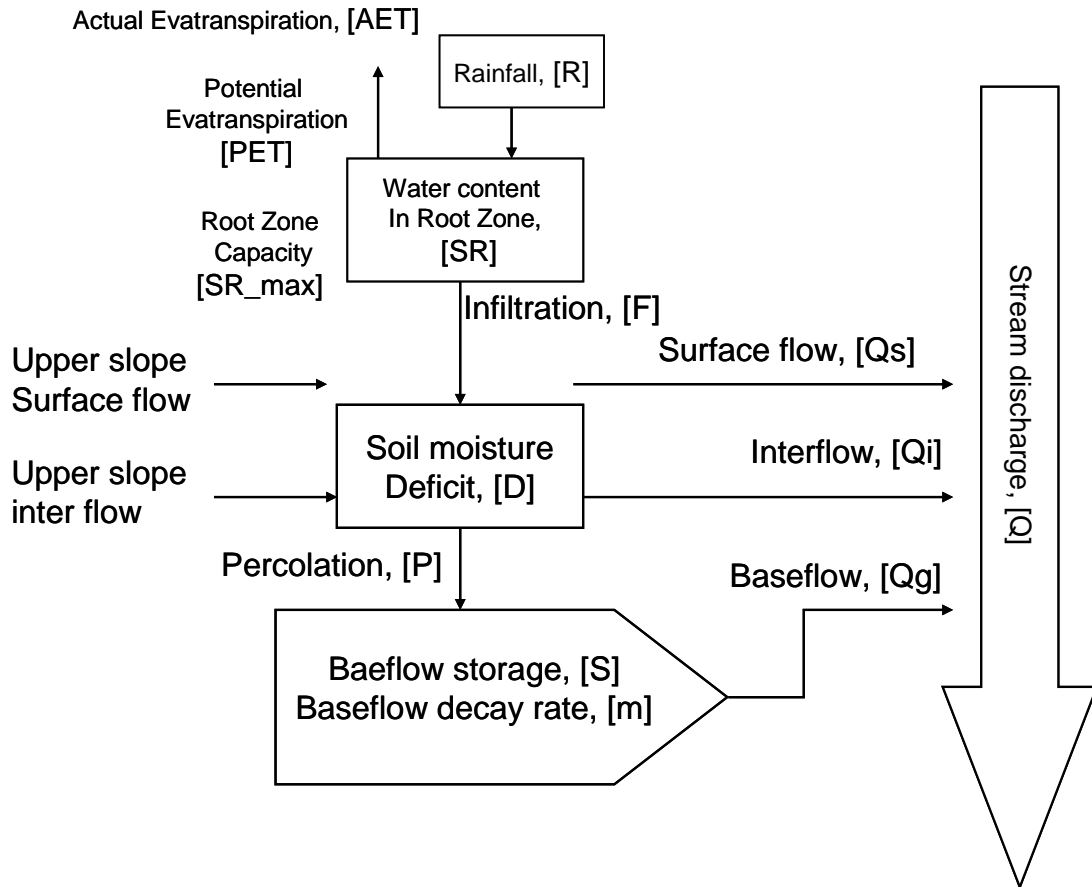 Actual Evatranspiration, [AET]
Rainfall, [R]
Potential
Evatranspiration
[PET]
Water content
In Root Zone,
[SR]
Root Zone
Capacity
[SR_max]
Infiltration, [F]
Upper slope
Surface flow
Surface flow, [Qs]
Soil moisture
Deficit, [D]
Upper slope
inter flow
Interflow, [Qi]
Percolation, [P]
Baseflow, [Qg]
Baeflow storage, [S]
Baseflow decay rate, [m]
Stream discharge, [Q]